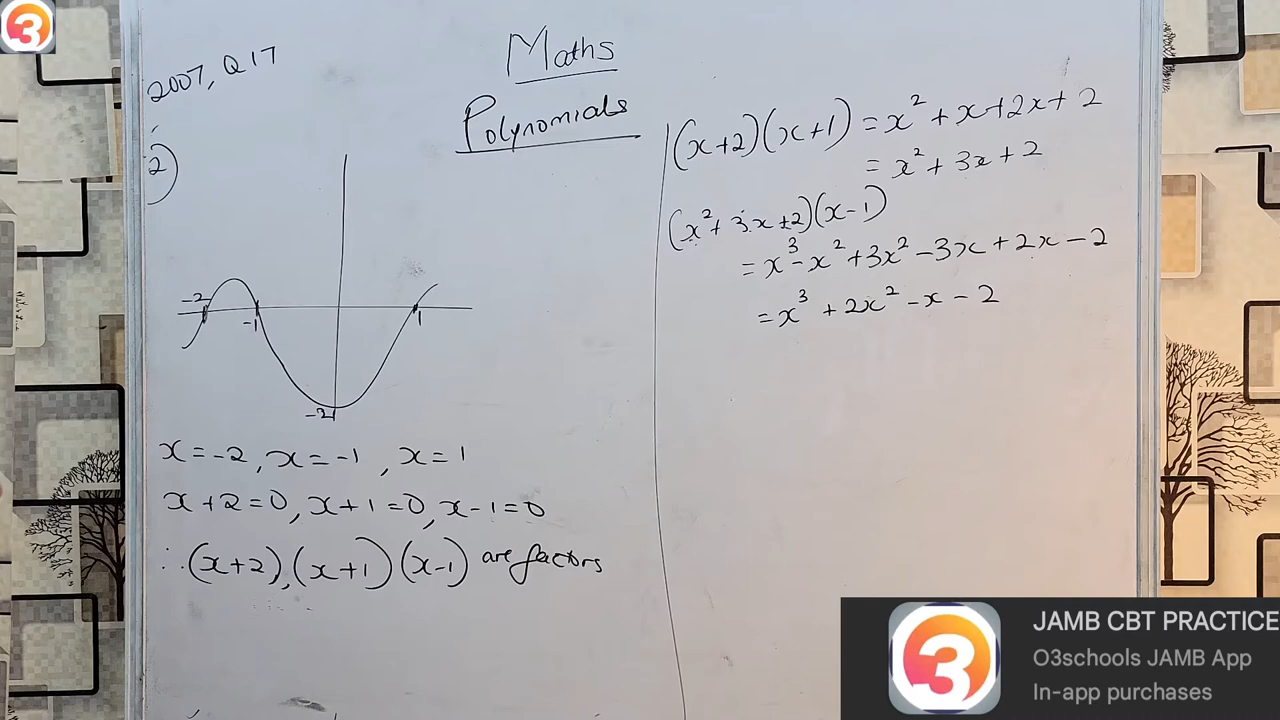 3
2007, Q17
Maths
Polynomials
2)
-2
-1
1
-2
x=-2, x=-1, x=1
x+2=0, x+1=0, x-1=0
∴ (x+2), (x+1) (x-1) are factors
(x+2)(x+1) = x² + x+2x+2
= x² + 3x + 2
(x²+3x+2)(x-1)
= x³-x²+3x²-3x+2x-2
= x³ + 2x² - x - 2
3
JAMB CBT PRACTICE
O3schools JAMB App
In-app purchases